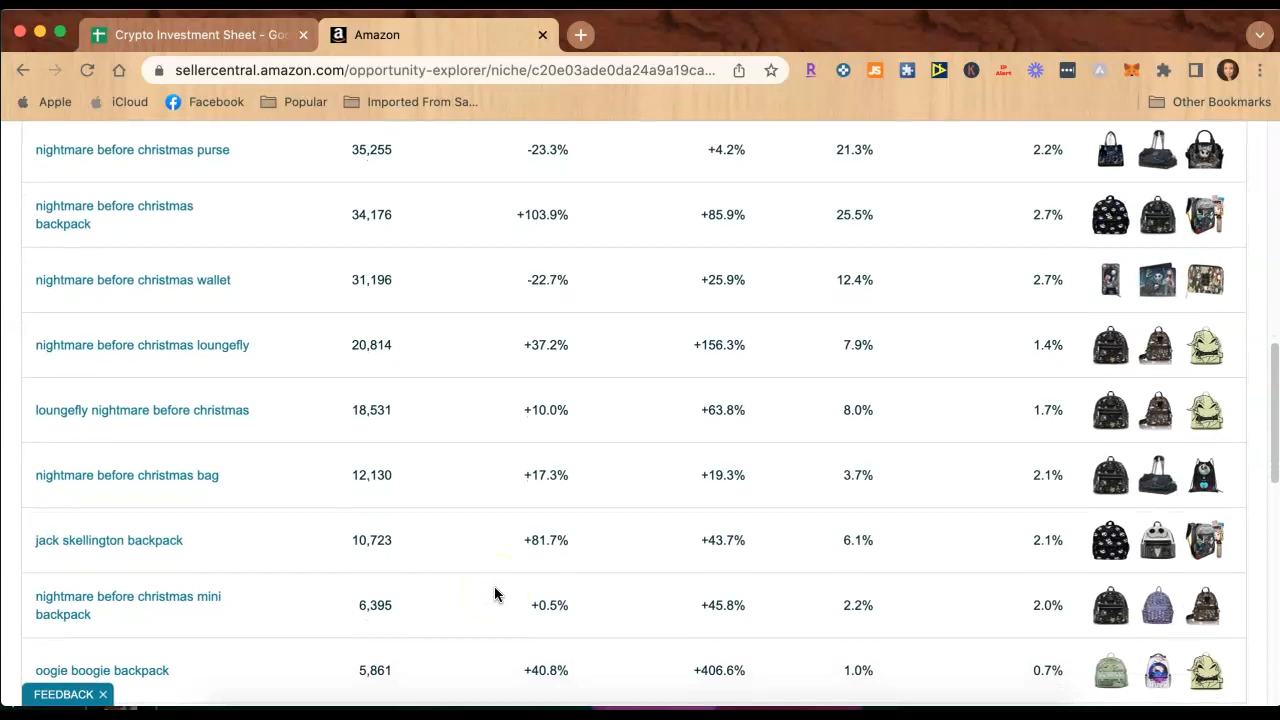 Crypto Investment Sheet - Goo
Amazon
sellercentral.amazon.com/opportunity-explorer/niche/c20e03ade0da24a9a19ca...
Apple iCloud Facebook Popular Imported From Sa... Other Bookmarks
nightmare before christmas purse 35,255 -23.3% +4.2% 21.3% 2.2%
nightmare before christmas
backpack 34,176 +103.9% +85.9% 25.5% 2.7%
nightmare before christmas wallet 31,196 -22.7% +25.9% 12.4% 2.7%
nightmare before christmas loungefly 20,814 +37.2% +156.3% 7.9% 1.4%
loungefly nightmare before christmas 18,531 +10.0% +63.8% 8.0% 1.7%
nightmare before christmas bag 12,130 +17.3% +19.3% 3.7% 2.1%
jack skellington backpack 10,723 +81.7% +43.7% 6.1% 2.1%
nightmare before christmas mini
backpack 6,395 +0.5% +45.8% 2.2% 2.0%
oogie boogie backpack 5,861 +40.8% +406.6% 1.0% 0.7%
FEEDBACK